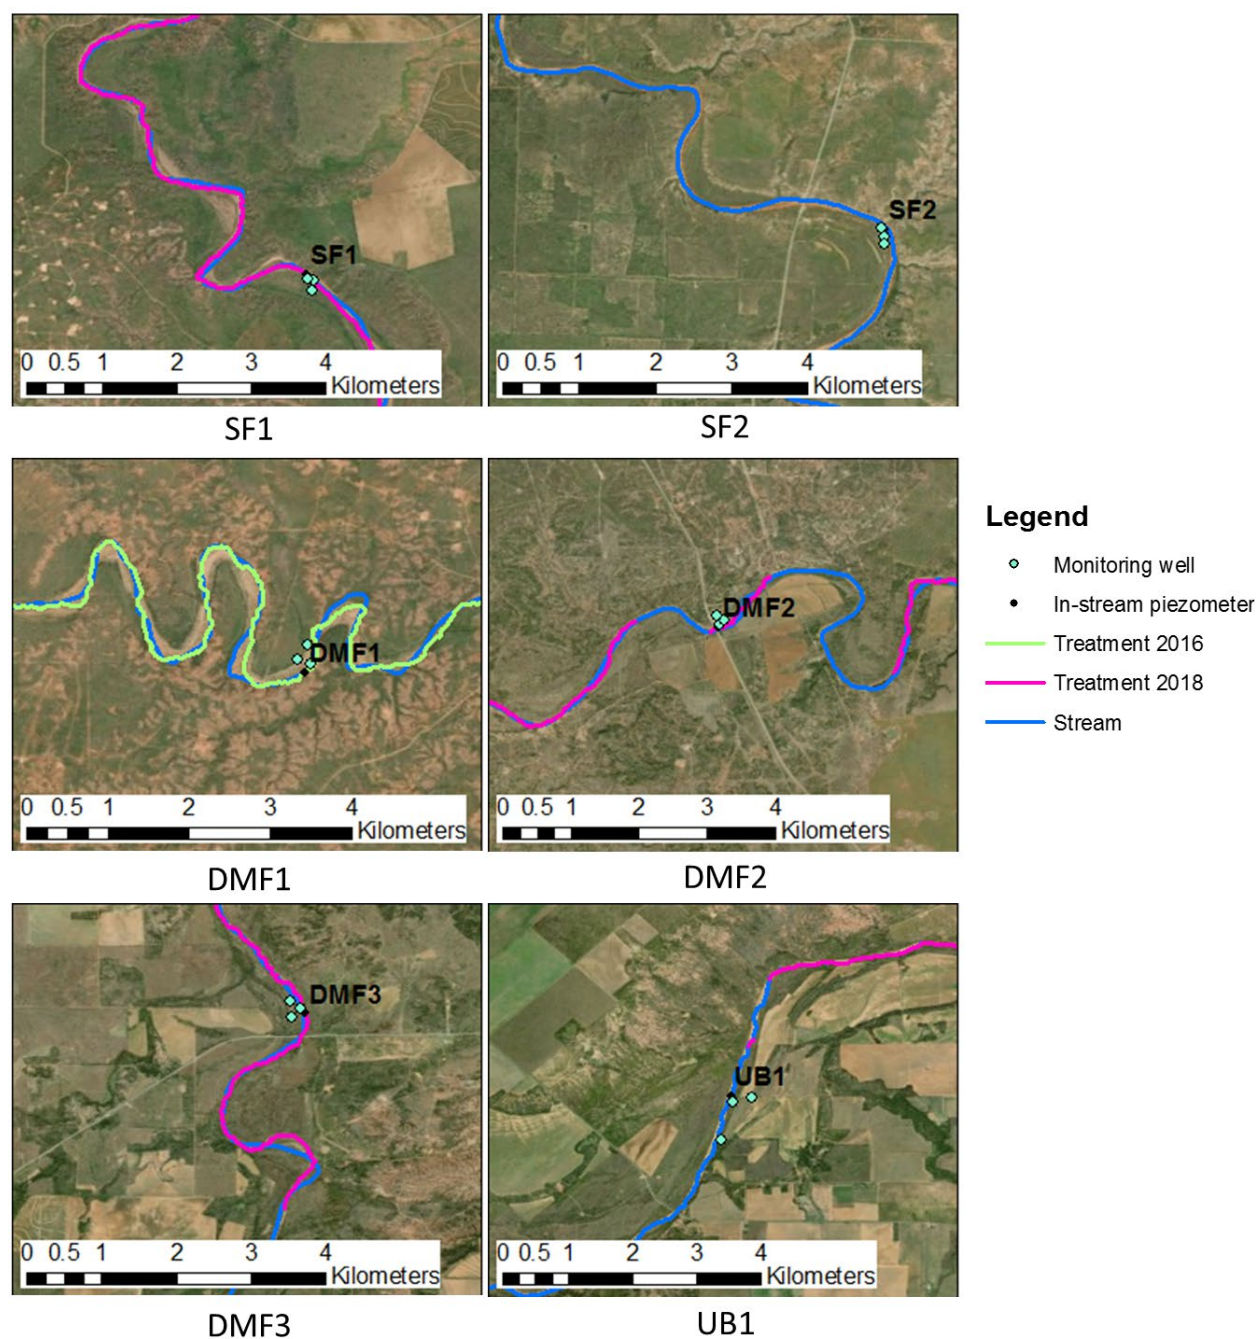 SF1
0 0.5 1 2 3 4
Kilometers
SF1
SF2
0 0.5 1 2 3 4
Kilometers
SF2
DMF1
0 0.5 1 2 3 4
Kilometers
DMF1
DMF2
0 0.5 1 2 3 4
Kilometers
DMF2
Legend
Monitoring well
In-stream piezometer
Treatment 2016
Treatment 2018
Stream
DMF3
0 0.5 1 2 3 4
Kilometers
DMF3
UB1
0 0.5 1 2 3 4
Kilometers
UB1